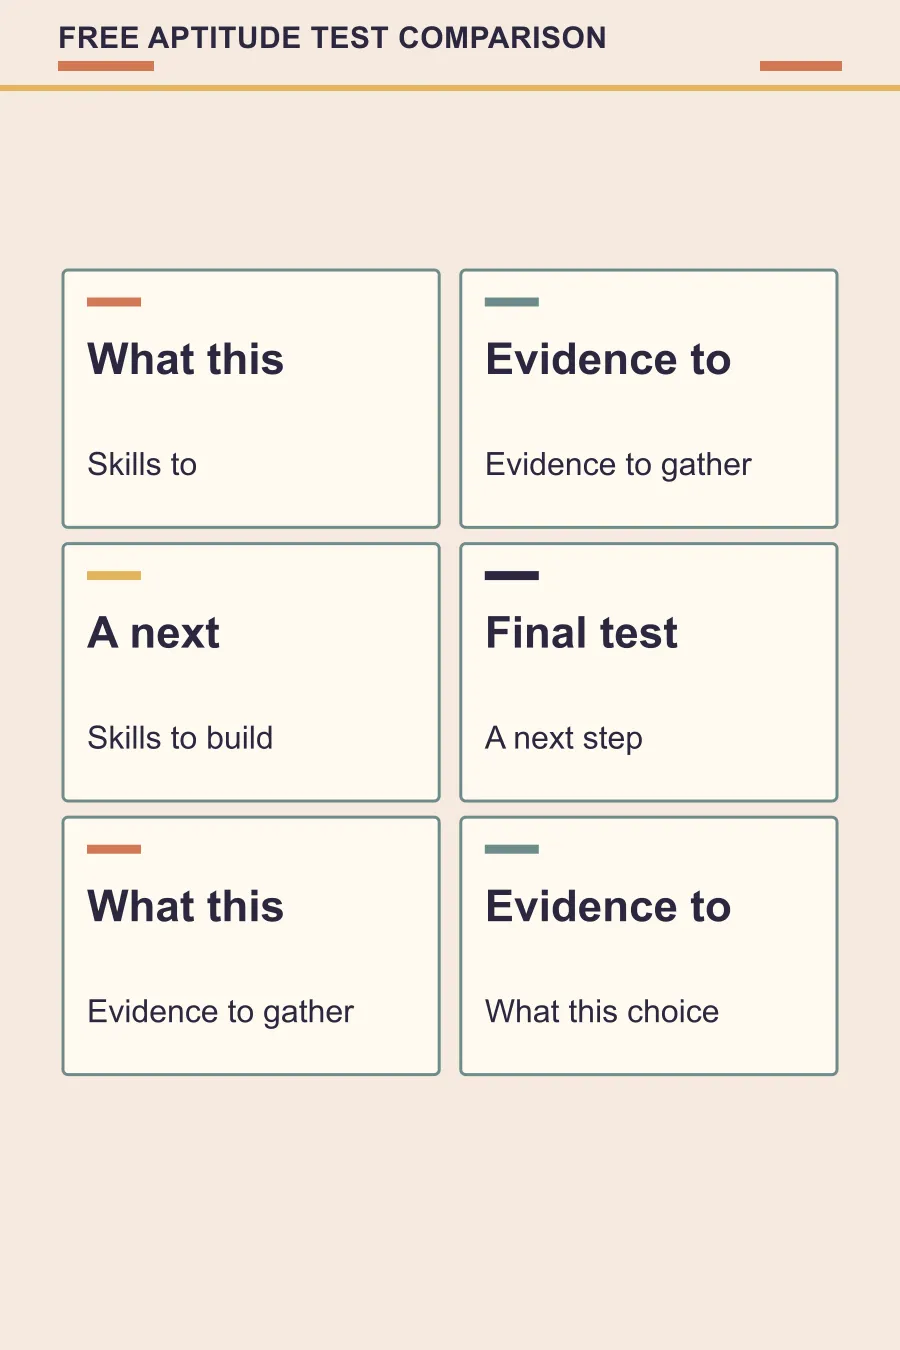 FREE APTITUDE TEST COMPARISON
What this
Skills to
Evidence to
Evidence to gather
A next
Skills to build
Final test
A next step
What this
Evidence to gather
Evidence to
What this choice